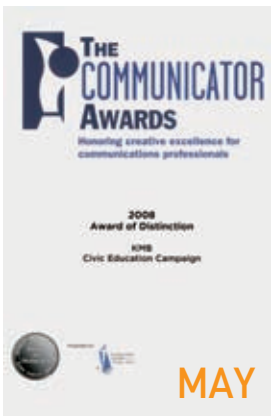 THE
COMMUNICATOR
AWARDS
Honoring creative excellence for
communications professionals
2008
Award of Distinction
KMB
Civic Education Campaign
MAY